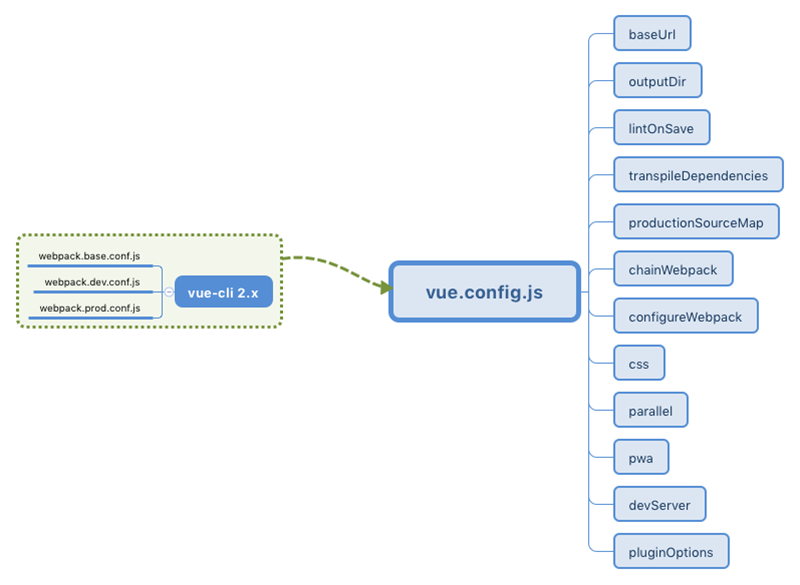 webpack.base.conf.js
webpack.dev.conf.js
webpack.prod.conf.js
vue-cli 2.x
vue.config.js
baseUrl
outputDir
lintOnSave
transpileDependencies
productionSourceMap
chainWebpack
configureWebpack
css
parallel
pwa
devServer
pluginOptions